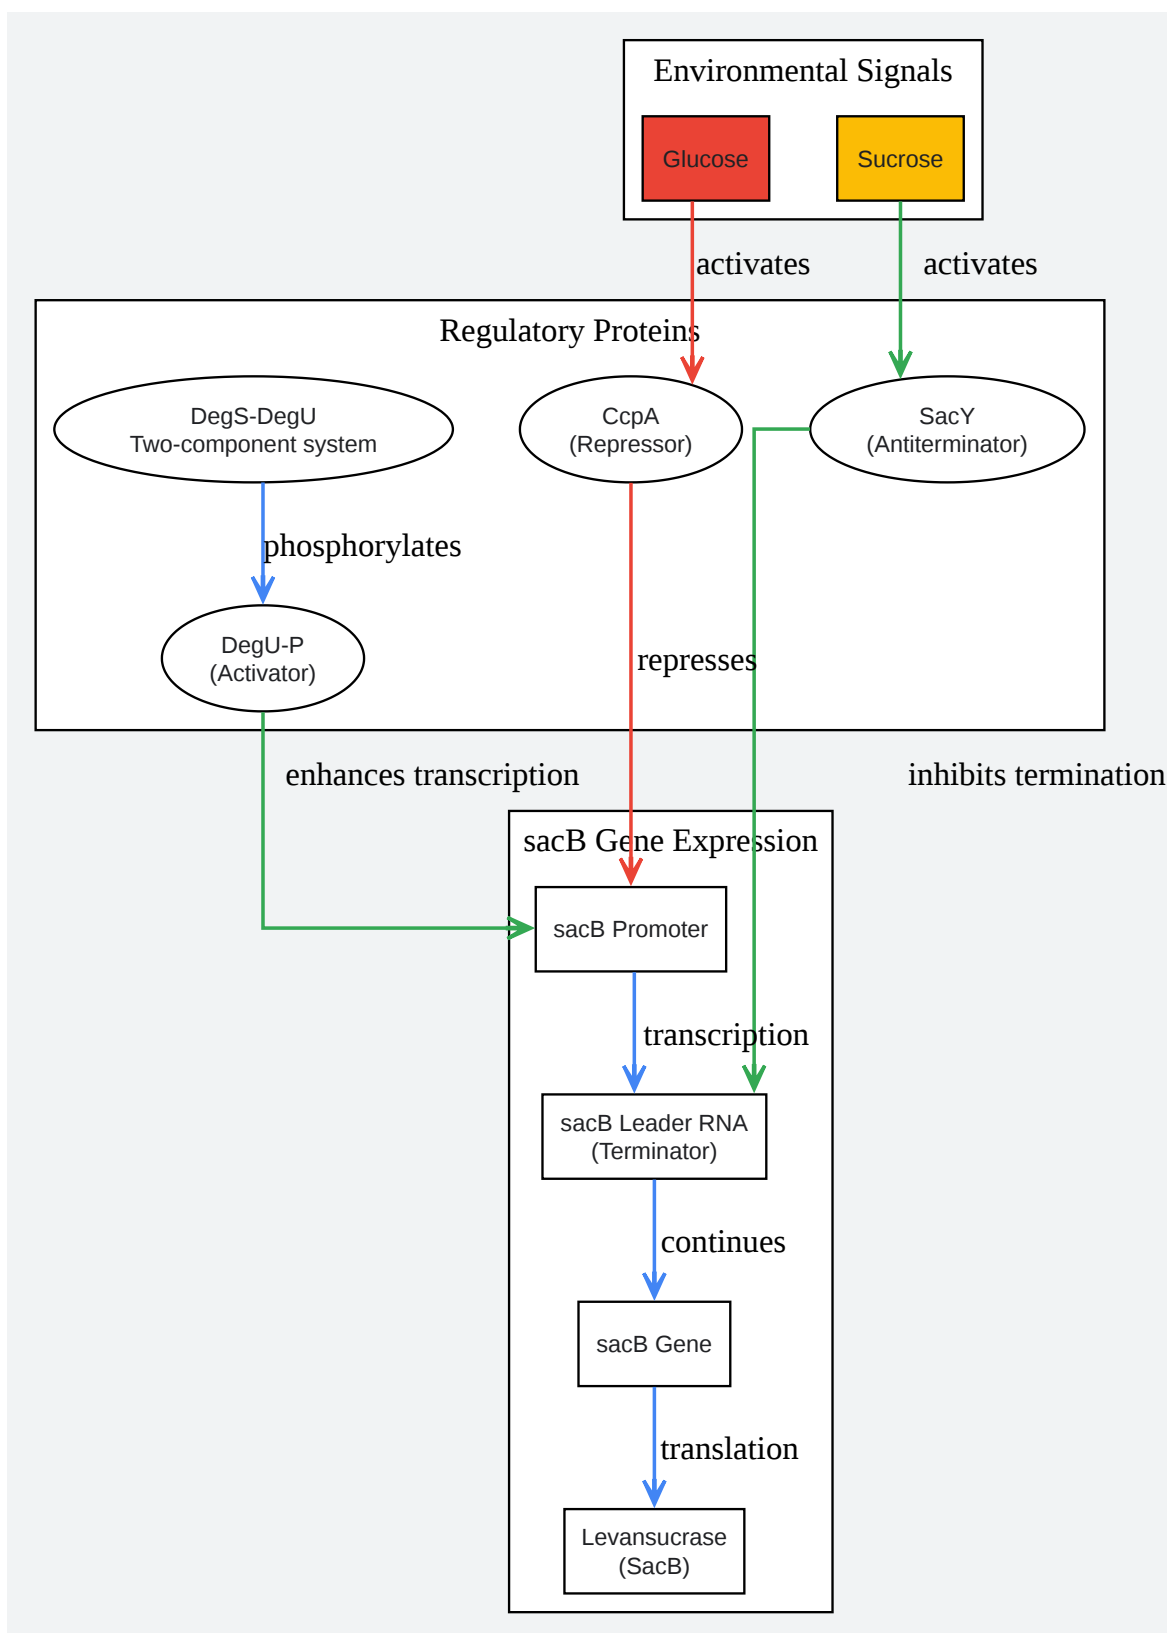 Environmental Signals
Glucose
Sucrose
activates
activates
Regulatory Proteins
DegS-DegU
Two-component system
CcpA
(Repressor)
SacY
(Antiterminator)
phosphorylates
DegU-P
(Activator)
represses
enhances transcription
inhibits termination
sacB Gene Expression
sacB Promoter
transcription
sacB Leader RNA
(Terminator)
continues
sacB Gene
translation
Levansucrase
(SacB)